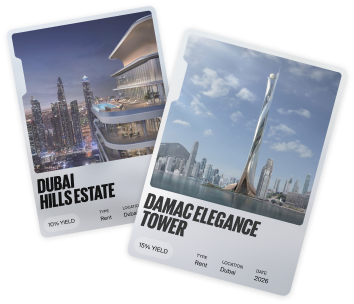 DUBAI
HILLS ESTATE
10% YIELD
TYPE
Rent
LOCATION
Dubai
DAMAC ELEGANCE
TOWER
15% YIELD
TYPE
Rent
LOCATION
Dubai
DATE
2026